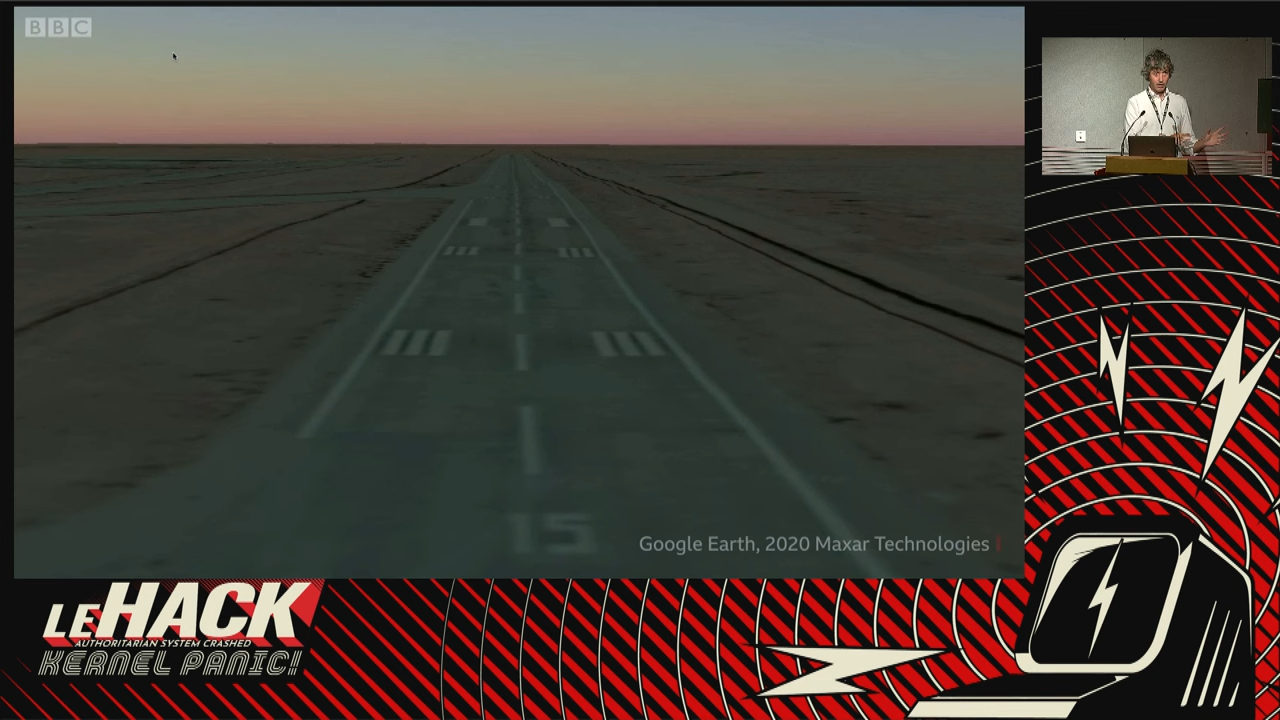 BBC
15
Google Earth, 2020 Maxar Technologies
LEHACK
AUTHORITARIAN SYSTEM CRASHED
KERNEL PANIC!